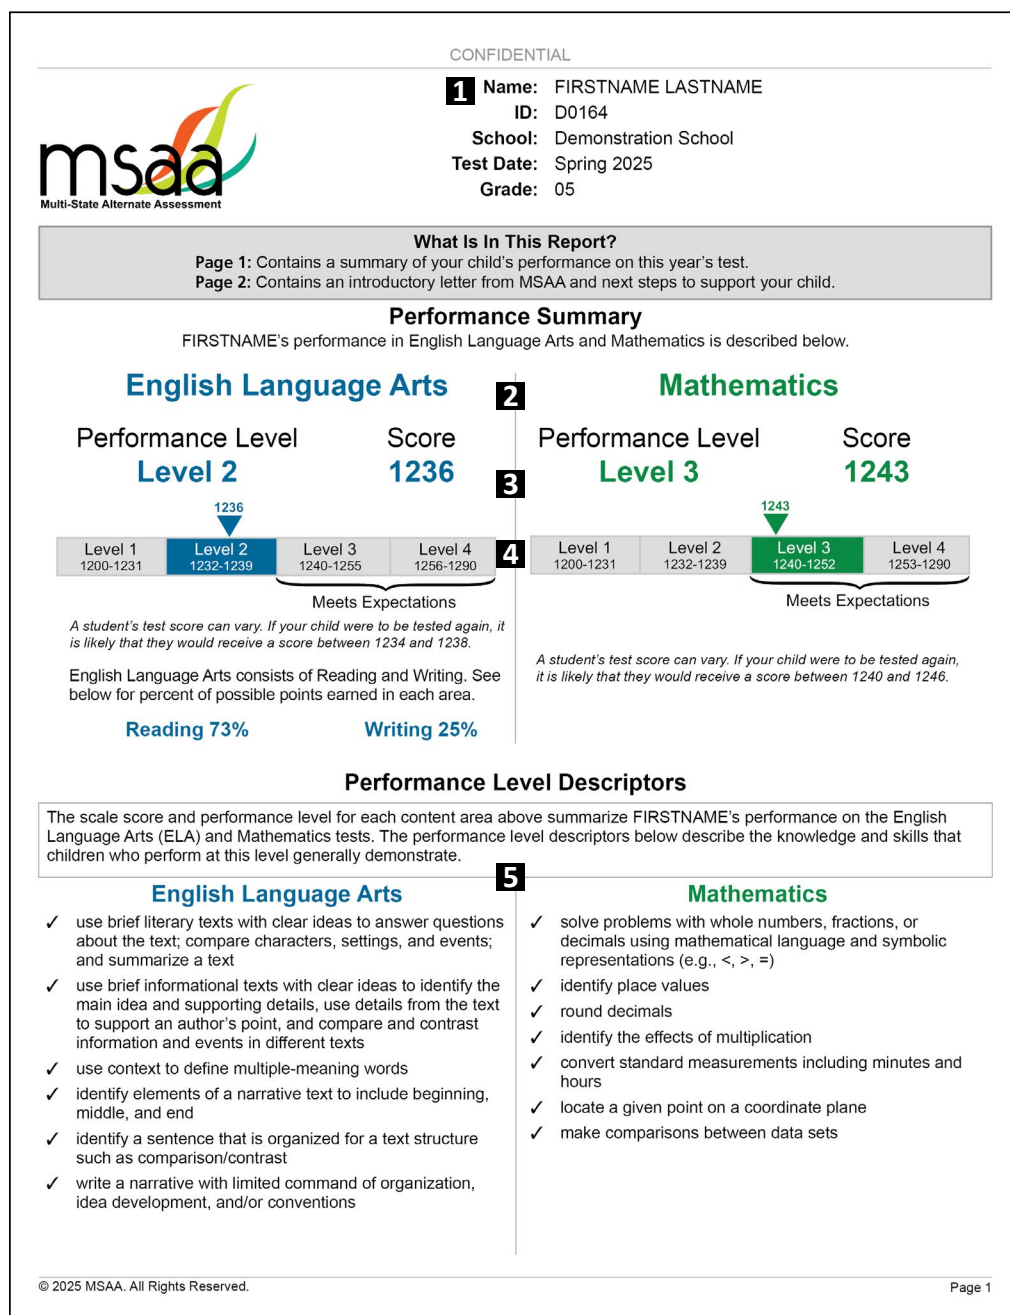 CONFIDENTIAL
msaa
Multi-State Alternate Assessment
1 Name: FIRSTNAME LASTNAME
ID: D0164
School: Demonstration School
Test Date: Spring 2025
Grade: 05
What Is In This Report?
Page 1: Contains a summary of your child's performance on this year's test.
Page 2: Contains an introductory letter from MSAA and next steps to support your child.
Performance Summary
FIRSTNAME's performance in English Language Arts and Mathematics is described below.
2
English Language Arts
Performance Level Score
Level 2 1236
3
1236
4
Level 1 Level 2 Level 3 Level 4
1200-1231 1232-1239 1240-1255 1256-1290
Meets Expectations
A student's test score can vary. If your child were to be tested again, it
is likely that they would receive a score between 1234 and 1238.
English Language Arts consists of Reading and Writing. See
below for percent of possible points earned in each area.
Reading 73% Writing 25%
Mathematics
Performance Level Score
Level 3 1243
1243
Level 1 Level 2 Level 3 Level 4
1200-1231 1232-1239 1240-1252 1253-1290
Meets Expectations
A student's test score can vary. If your child were to be tested again,
it is likely that they would receive a score between 1240 and 1246.
Performance Level Descriptors
The scale score and performance level for each content area above summarize FIRSTNAME's performance on the English
Language Arts (ELA) and Mathematics tests. The performance level descriptors below describe the knowledge and skills that
children who perform at this level generally demonstrate.
5
English Language Arts
✓ use brief literary texts with clear ideas to answer questions
about the text; compare characters, settings, and events;
and summarize a text
✓ use brief informational texts with clear ideas to identify the
main idea and supporting details, use details from the text
to support an author's point, and compare and contrast
information and events in different texts
✓ use context to define multiple-meaning words
✓ identify elements of a narrative text to include beginning,
middle, and end
✓ identify a sentence that is organized for a text structure
such as comparison/contrast
✓ write a narrative with limited command of organization,
idea development, and/or conventions
Mathematics
✓ solve problems with whole numbers, fractions, or
decimals using mathematical language and symbolic
representations (e.g., <, >, =)
✓ identify place values
✓ round decimals
✓ identify the effects of multiplication
✓ convert standard measurements including minutes and
hours
✓ locate a given point on a coordinate plane
✓ make comparisons between data sets
© 2025 MSAA. All Rights Reserved.
Page 1